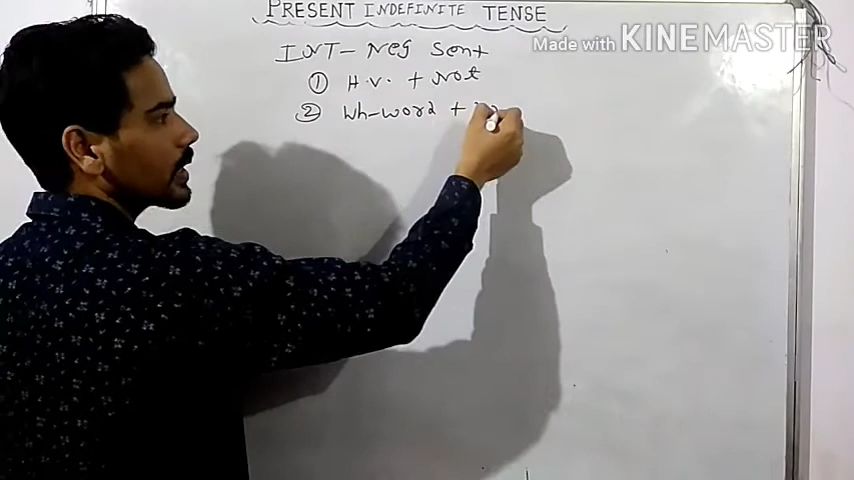 PRESENT INDEFINITE TENSE
INT- Neg Sent
Made with KINEMASTER
① H.V. + Not
② Wh-word +